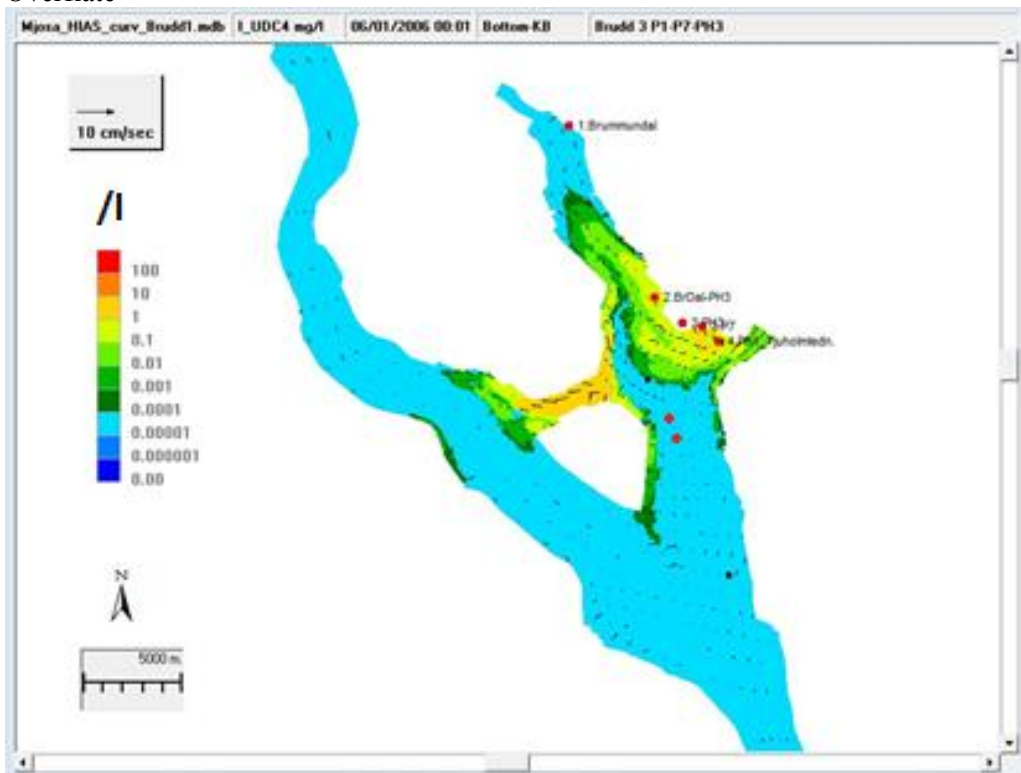 Mjosa_HIAS_curv_Brudd1.mdb I_UDC4 mg/l 06/01/2006 00:01 Bottom-KB Brudd 3 P1-P7-PH3
10 cm/sec
/l
100
10
1
0.1
0.01
0.001
0.0001
0.00001
0.000001
0.00
1.Brummundal
2.BrDal-PH3
N
5000 m.